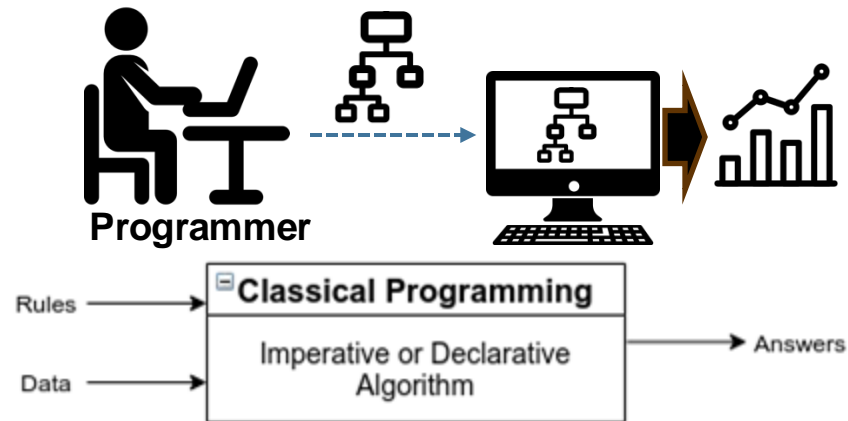 Programmer
Classical Programming
Rules
Imperative or Declarative
Algorithm
Answers
Data